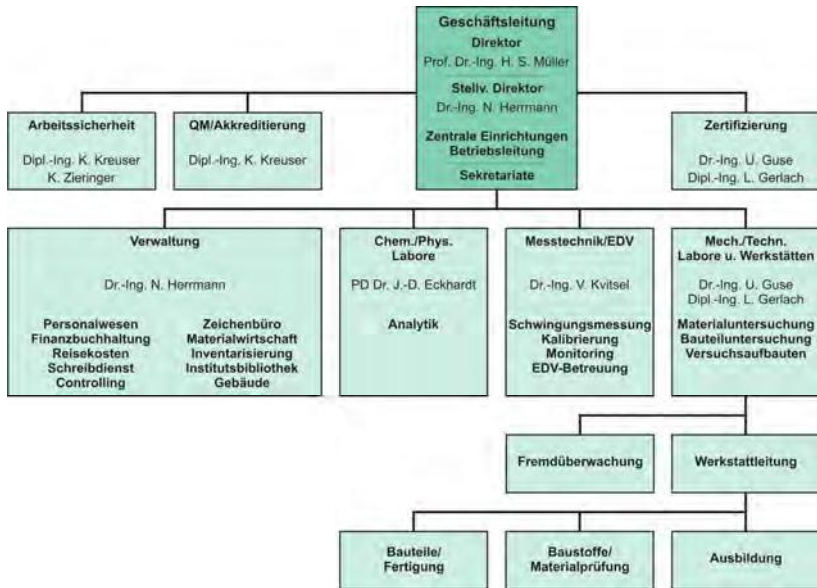 Geschäftsleitung
Direktor
Prof. Dr.-Ing. H. S. Müller
Stellv. Direktor
Dr.-Ing. N. Herrmann
Zentrale Einrichtungen
Betriebsleitung
Sekretariate
Arbeitssicherheit
Dipl.-Ing. K. Kreuser
K. Zieringer
QM/Akkreditierung
Dipl.-Ing. K. Kreuser
Zertifizierung
Dr.-Ing. U. Guse
Dipl.-Ing. L. Gerlach
Verwaltung
Dr.-Ing. N. Herrmann
Personalwesen
Finanzbuchhaltung
Reisekosten
Schreibdienst
Controlling
Zeichenbüro
Materialwirtschaft
Inventarisierung
Institutsbibliothek
Gebäude
Chem./Phys.
Labore
PD Dr. J.-D. Eckhardt
Analytik
Messtechnik/EDV
Dr.-Ing. V. Kvitsel
Schwingungsmessung
Kalibrierung
Monitoring
EDV-Betreuung
Mech./Techn.
Labore u. Werkstätten
Dr.-Ing. U. Guse
Dipl.-Ing. L. Gerlach
Materialuntersuchung
Bauteiluntersuchung
Versuchsaufbauten
Fremdüberwachung
Werkstattleitung
Bauteile/
Fertigung
Baustoffe/
Materialprüfung
Ausbildung